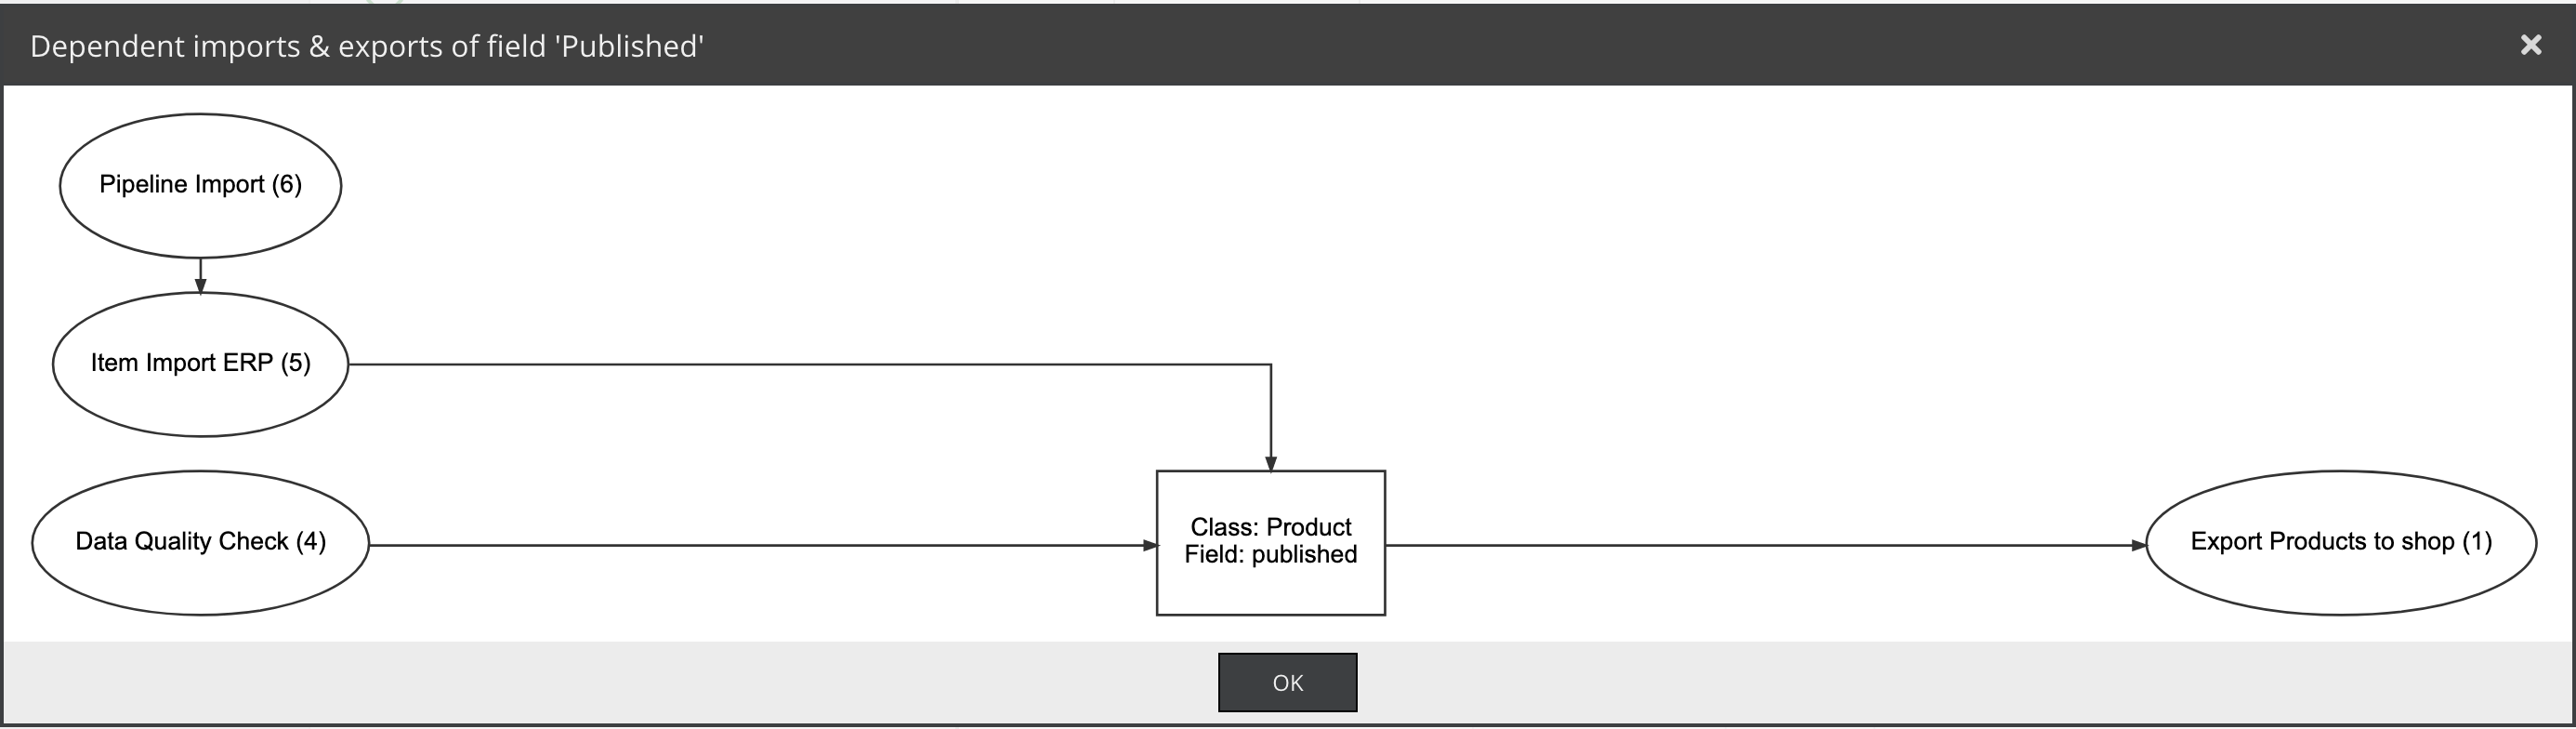 Dependent imports & exports of field 'Published'
Pipeline Import (6)
Item Import ERP (5)
Data Quality Check (4)
Class: Product
Field: published
Export Products to shop (1)
OK